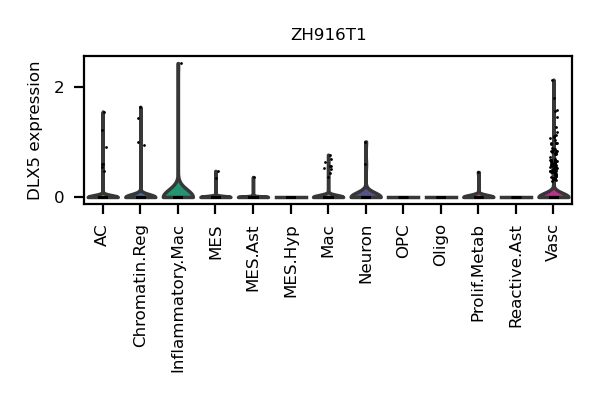 ZH916T1
DLX5 expression
2
0
AC
Chromatin.Reg
Inflammatory.Mac
MES
MES.Ast
MES.Hyp
Mac
Neuron
OPC
Oligo
Prolif.Metab
Reactive.Ast
Vasc